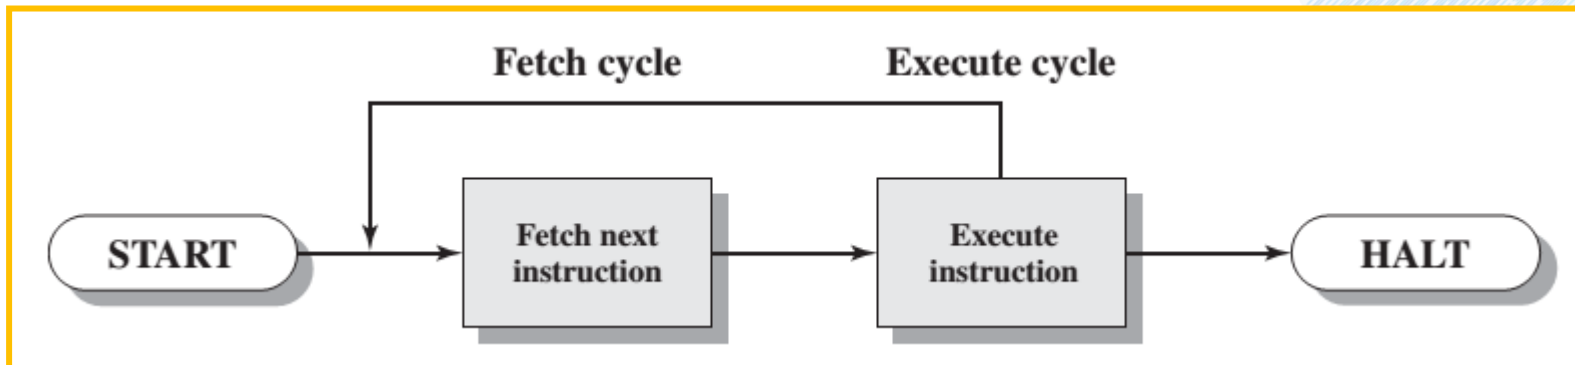 Fetch cycle
Execute cycle
START
Fetch next
instruction
Execute
instruction
HALT